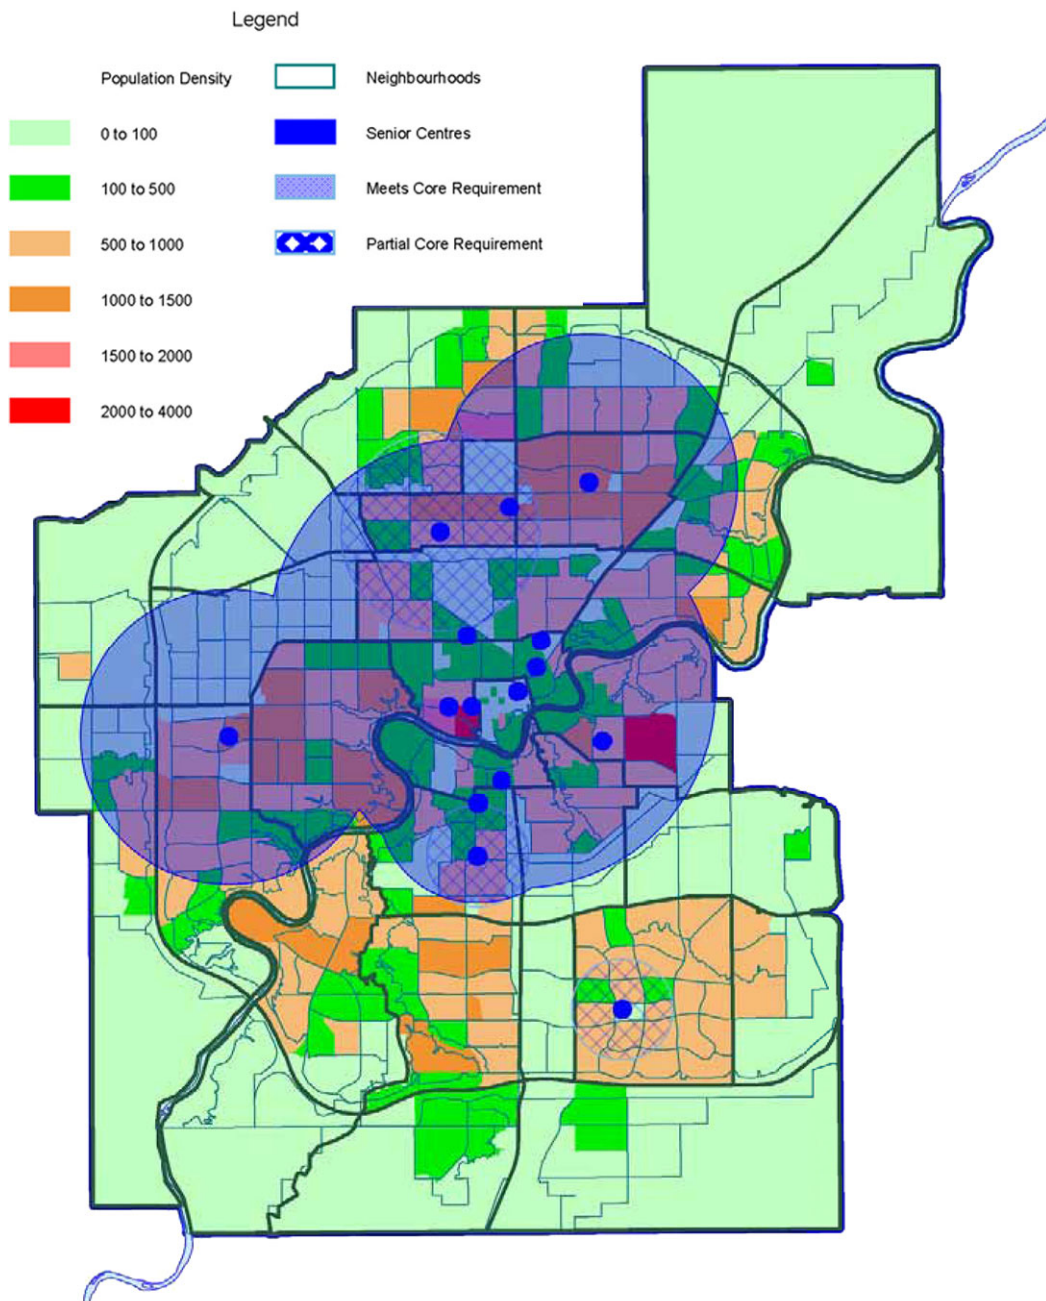 Legend
Population Density
Neighbourhoods
0 to 100
Senior Centres
100 to 500
Meets Core Requirement
500 to 1000
Partial Core Requirement
1000 to 1500
1500 to 2000
2000 to 4000